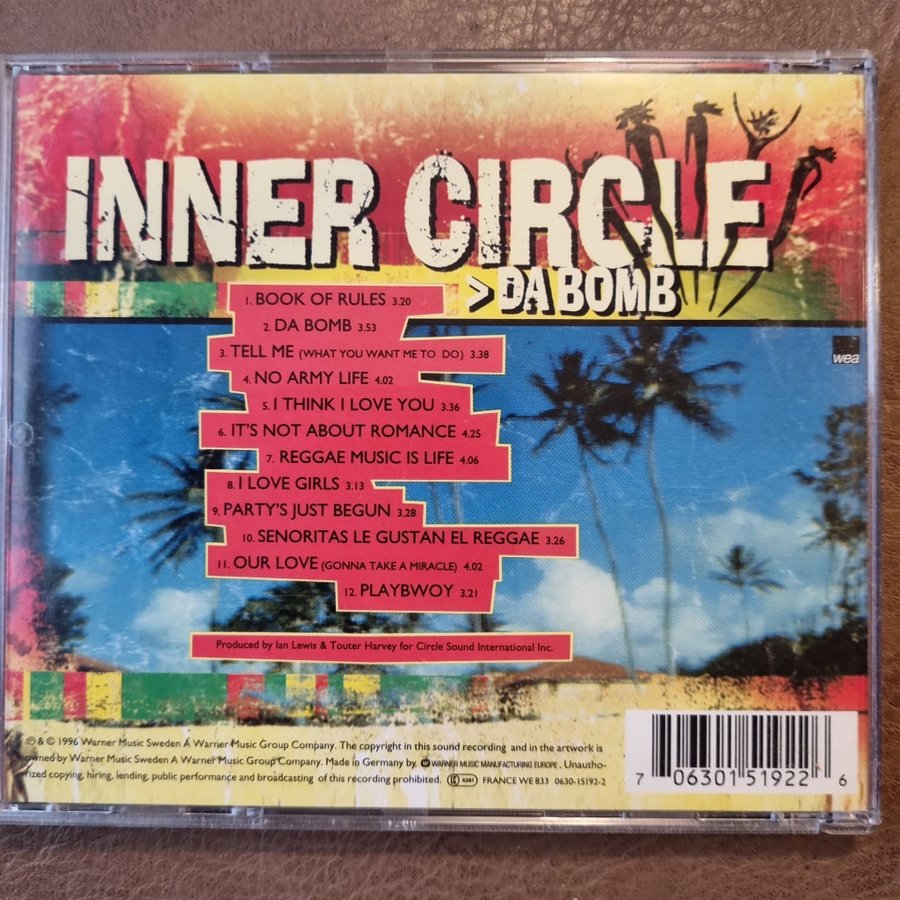 INNER CIRCLE
> DA BOMB
1. BOOK OF RULES 3.20
2. DA BOMB 3.53
3. TELL ME (WHAT YOU WANT ME TO DO) 3.38
4. NO ARMY LIFE 4.02
5. I THINK I LOVE YOU 3.36
6. IT'S NOT ABOUT ROMANCE 4.25
7. REGGAE MUSIC IS LIFE 4.06
8. I LOVE GIRLS 3.13
9. PARTY'S JUST BEGUN 3.28
10. SENORITAS LE GUSTAN EL REGGAE 3.26
11. OUR LOVE (GONNA TAKE A MIRACLE) 4.02
12. PLAYBWOY 3.21
wea
Produced by Ian Lewis & Touter Harvey for Circle Sound International Inc.
℗ & © 1996 Warner Music Sweden A Warner Music Group Company. The copyright in this sound recording and in the artwork is
owned by Warner Music Sweden A Warner Music Group Company. Made in Germany by WARNER MUSIC MANUFACTURING EUROPE. Unautho-
rized copying, hiring, lending, public performance and broadcasting of this recording prohibited. LC 4281 FRANCE WE 833 0630-15192-2
7 06301 51922 6